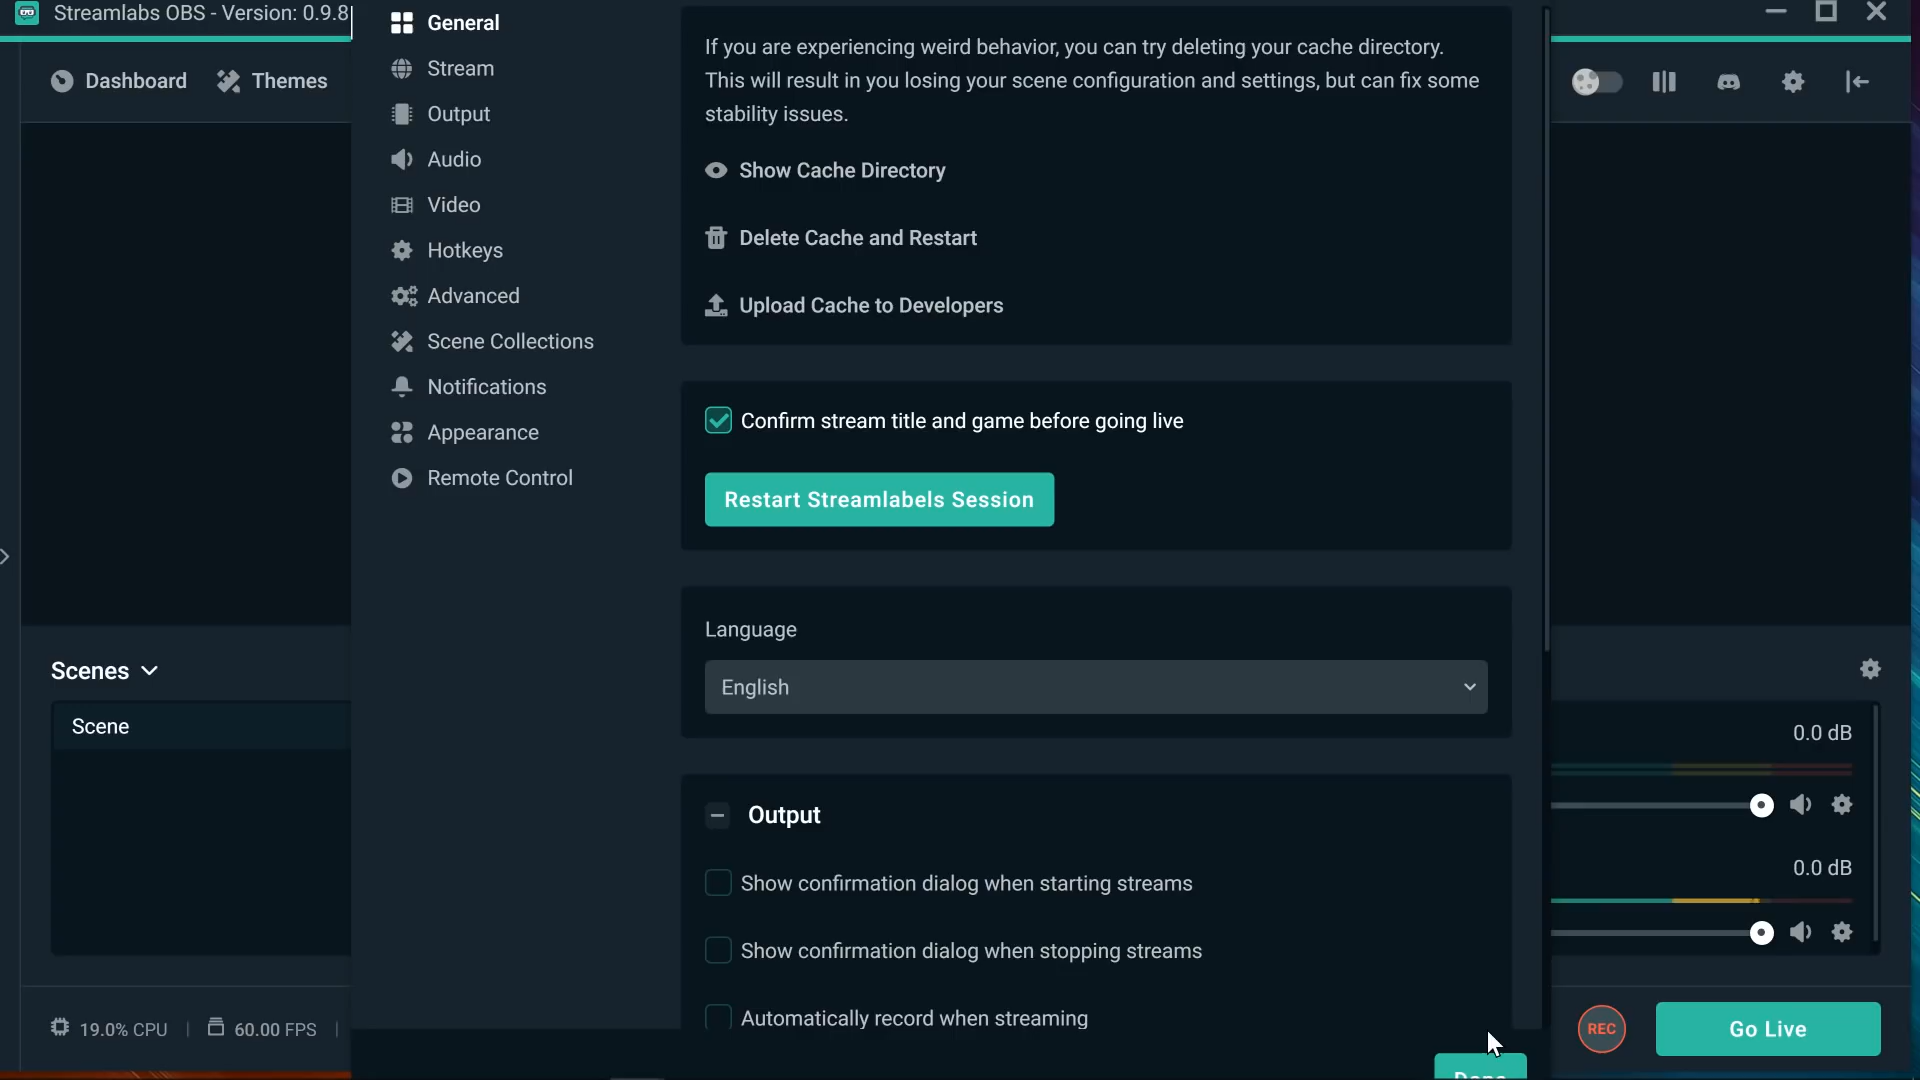 Streamlabs OBS - Version: 0.9.8
Dashboard
Themes
General
Stream
Output
Audio
Video
Hotkeys
Advanced
Scene Collections
Notifications
Appearance
Remote Control
If you are experiencing weird behavior, you can try deleting your cache directory.
This will result in you losing your scene configuration and settings, but can fix some
stability issues.
Show Cache Directory
Delete Cache and Restart
Upload Cache to Developers
Confirm stream title and game before going live
Restart Streamlabels Session
Language
English
Output
Show confirmation dialog when starting streams
Show confirmation dialog when stopping streams
Automatically record when streaming
Done
Scenes
Scene
19.0% CPU
60.00 FPS
0.0 dB
0.0 dB
REC
Go Live